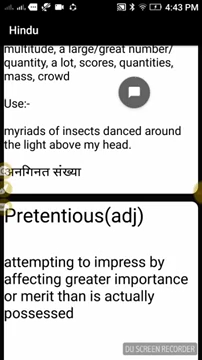 4:43 PM
Hindu
multitude, a large/great number/
quantity, a lot, scores, quantities,
mass, crowd
Use:-
myriads of insects danced around
the light above my head.
अनगिनत संख्या
Pretentious(adj)
attempting to impress by
affecting greater importance
or merit than is actually
possessed
DU SCREEN RECORDER